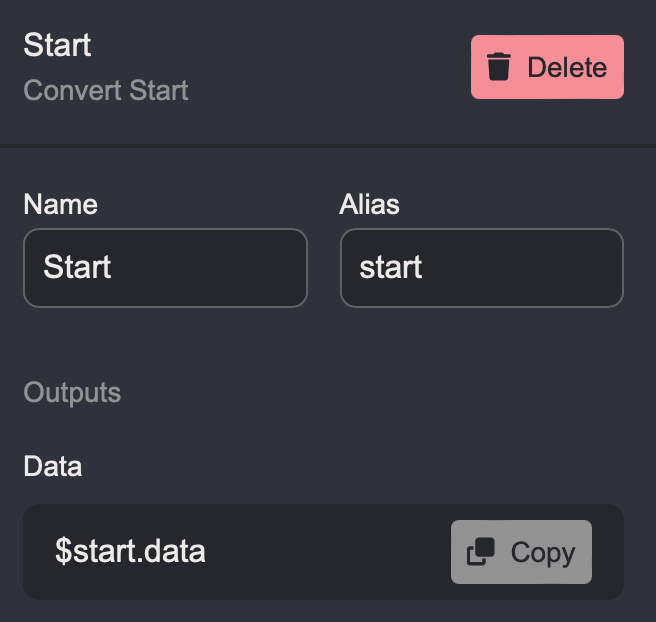 Start
Convert Start
Delete
Name
Alias
Start
start
Outputs
Data
$start.data
Copy